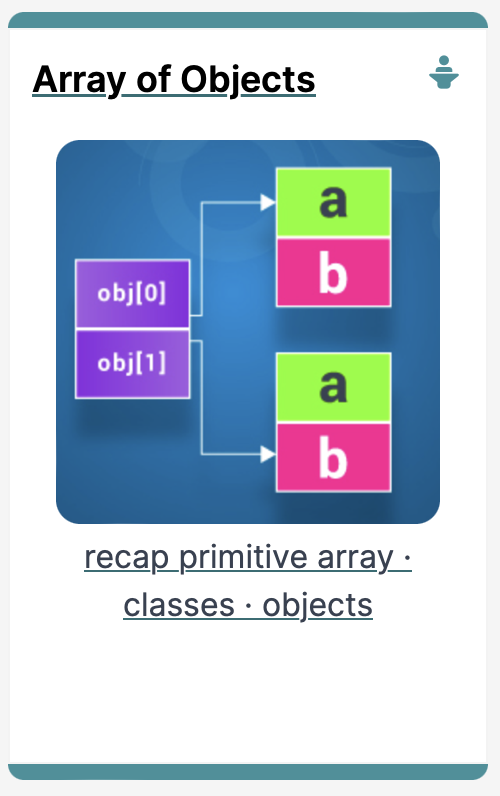 Array of Objects
a
b
obj[0]
obj[1]
a
b
recap primitive array ·
classes · objects